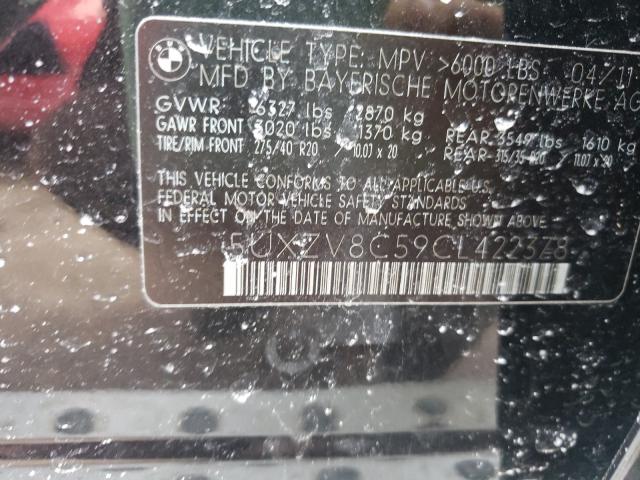 BMW
VEHICLE TYPE: MPV >6000 LBS 04/11
MFD BY BAYERISCHE MOTORENWERKE AG
GVWR 6327 lbs 2870 kg
GAWR FRONT 3020 lbs 1370 kg REAR 3549 lbs 1610 kg
TIRE/RIM-FRONT 275/40 R20 10.0J x 20 REAR 315/35 R20 11.0J x 20
THIS VEHICLE CONFORMS TO ALL APPLICABLE U.S.
FEDERAL MOTOR VEHICLE SAFETY STANDARDS
IN EFFECT ON THE DATE OF MANUFACTURE SHOWN ABOVE.
5UXZV8C59CL422378